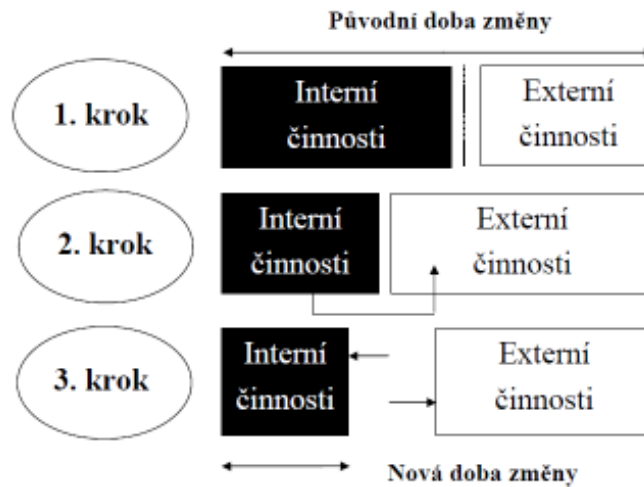 Původní doba změny
1. krok
Interní
činnosti
Externí
činnosti
2. krok
Interní
činnosti
Externí
činnosti
3. krok
Interní
činnosti
Externí
činnosti
Nová doba změny